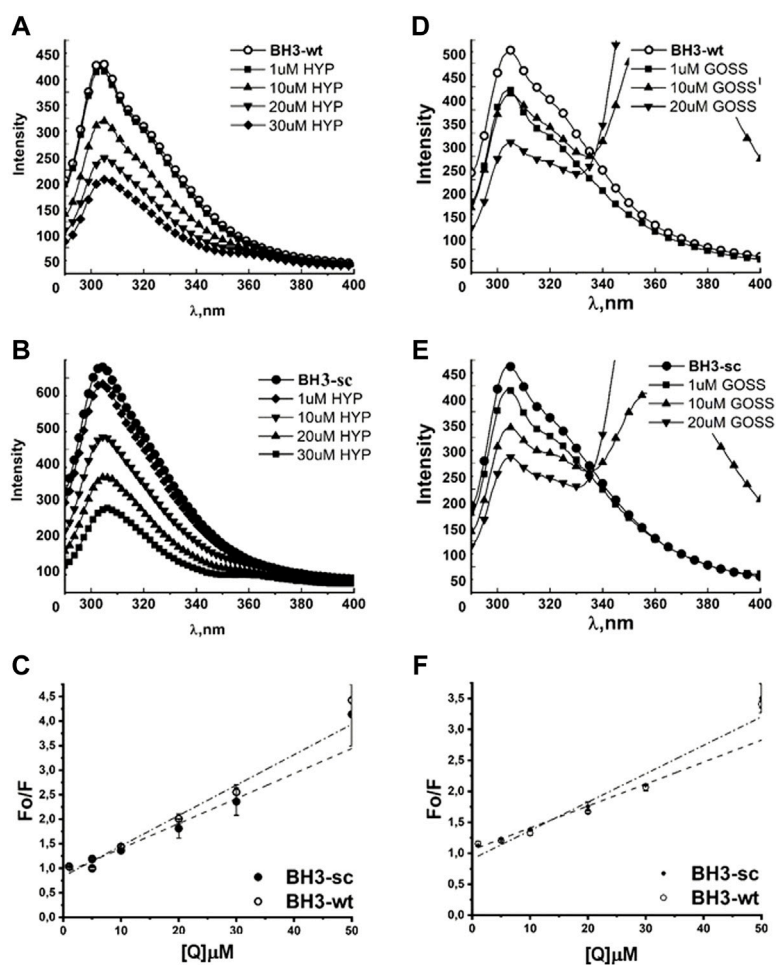 A
450
400
350
300
250
200
150
100
50
0
Intensity
300 320 340 360 380 400
λ,nm
BH3-wt
1uM HYP
10uM HYP
20uM HYP
30uM HYP
D
500
450
400
350
300
250
200
150
100
50
0
Intensity
300 320 340 360 380 400
λ,nm
BH3-wt
1uM GOSS
10uM GOSS
20uM GOSS
B
600
500
400
300
200
100
0
Intensity
300 320 340 360 380 400
λ,nm
BH3-sc
1uM HYP
10uM HYP
20uM HYP
30uM HYP
E
450
400
350
300
250
200
150
100
50
0
Intensity
300 320 340 360 380 400
λ,nm
BH3-sc
1uM GOSS
10uM GOSS
20uM GOSS
C
4,5
4,0
3,5
3,0
2,5
2,0
1,5
1,0
0,5
0,0
Fo/F
0 10 20 30 40 50
[Q]µM
BH3-sc
BH3-wt
F
3,5
3,0
2,5
2,0
1,5
1,0
0,5
0,0
Fo/F
0 10 20 30 40 50
[Q]µM
BH3-sc
BH3-wt